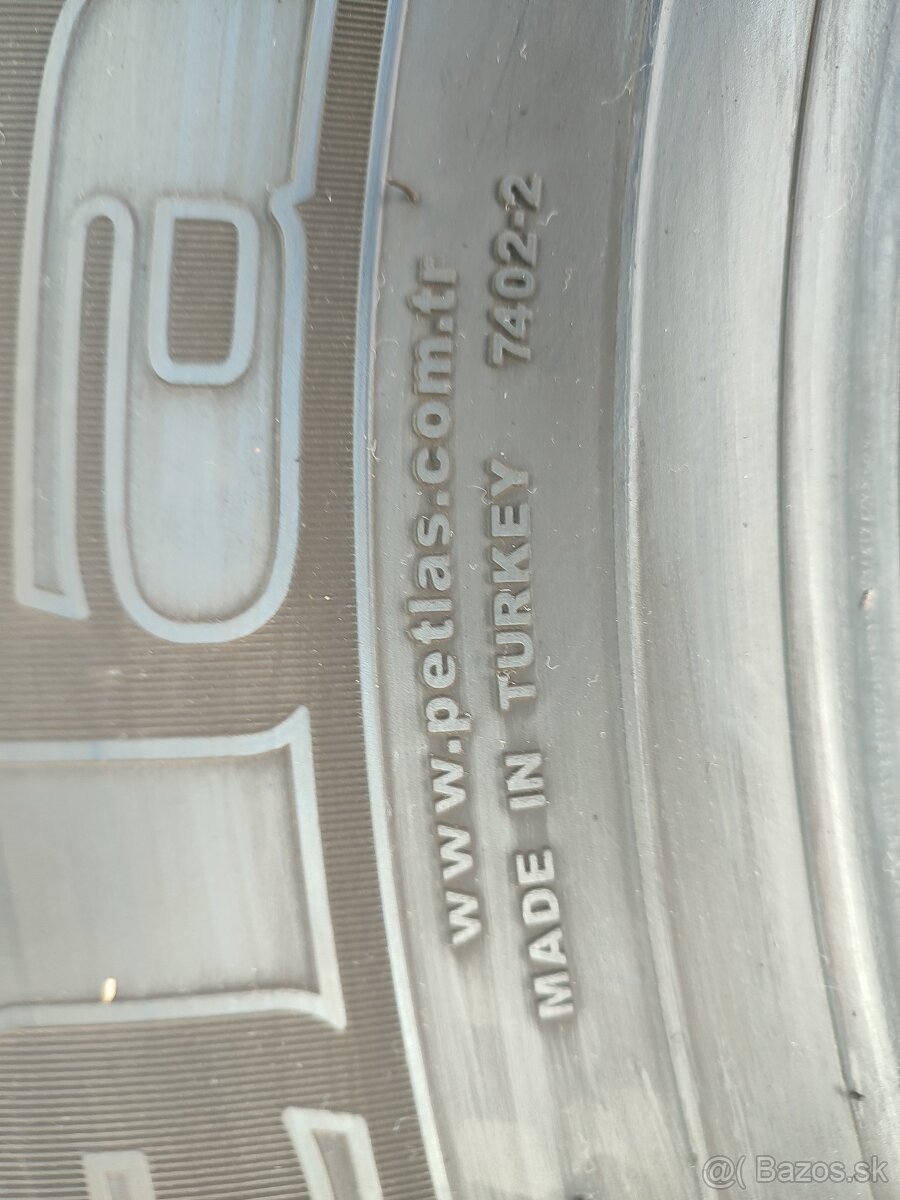 www.petlas.com.tr
MADE IN TURKEY 7402-2
@( Bazos.sk